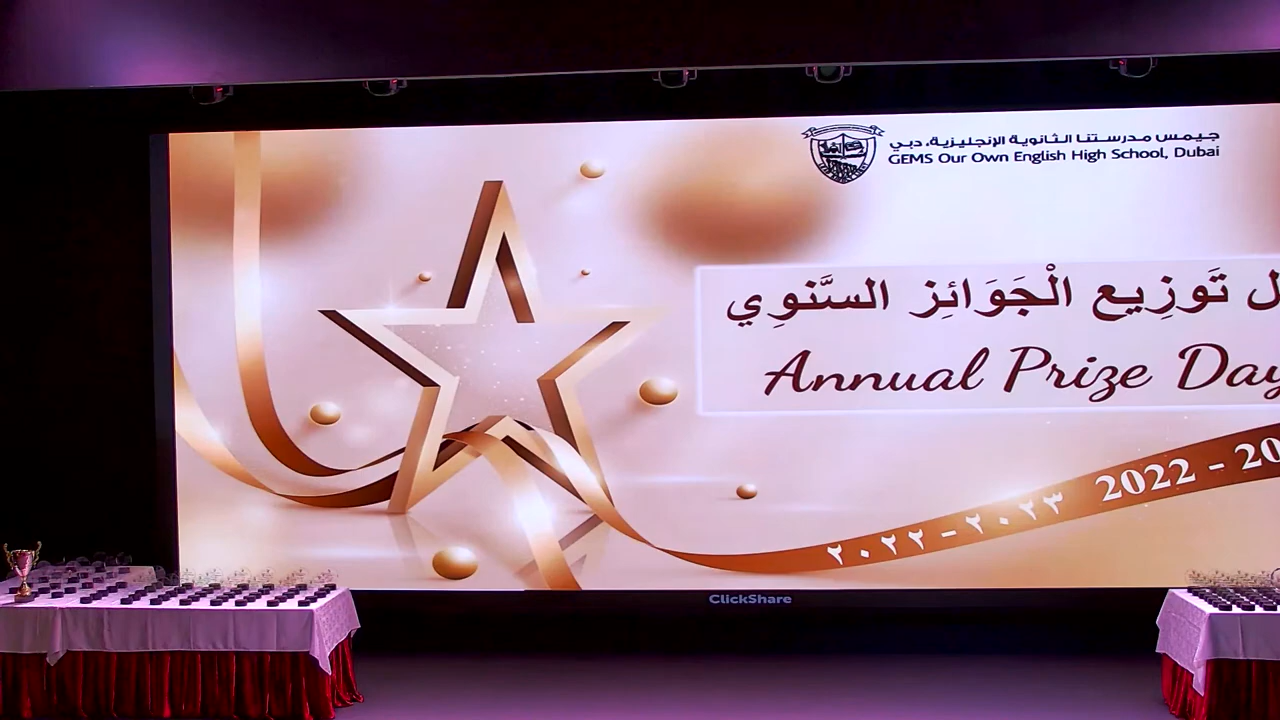 جيمس مدرستنا الثانوية الإنجليزية، دبي
GEMS Our Own English High School, Dubai
تَوزِيع الْجَوَائِز السَّنوِي
Annual Prize Day
٢٠٢٢ - ٢٠٢٣ 2022 - 20
ClickShare